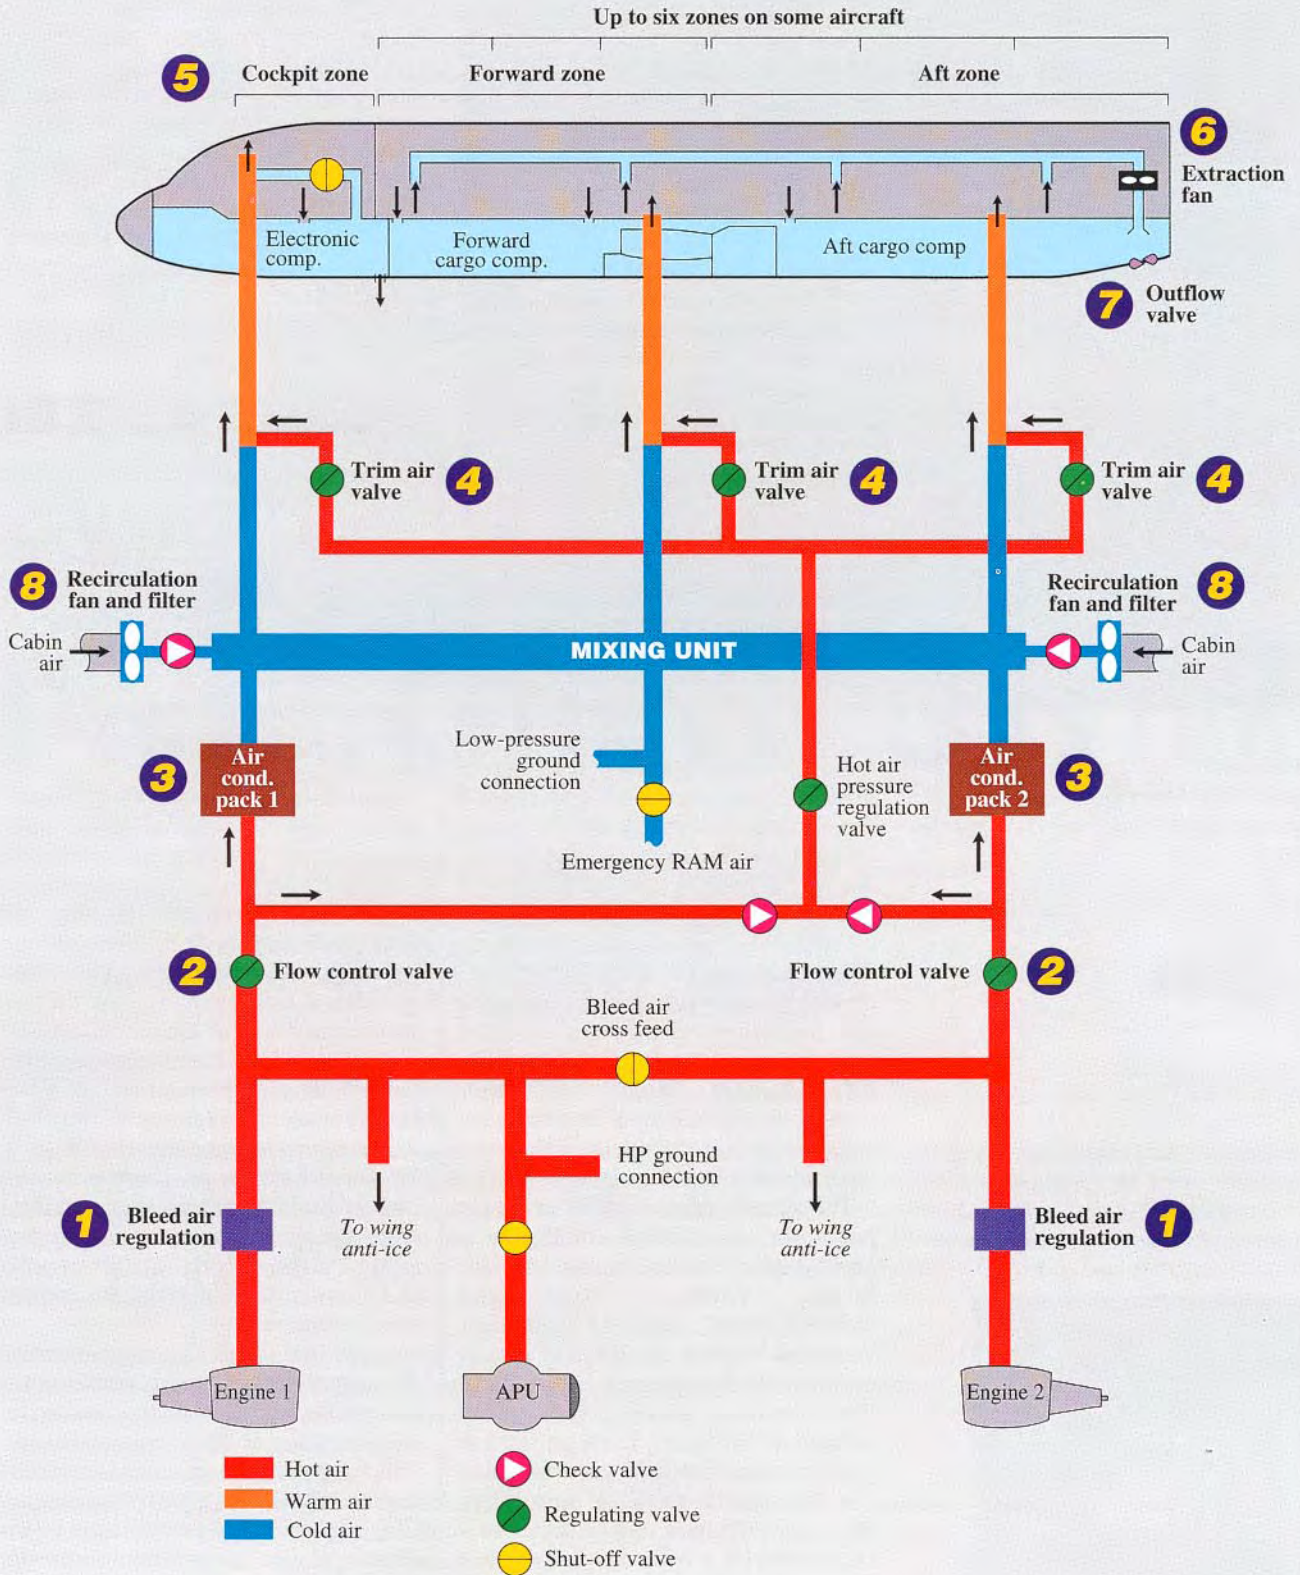 Up to six zones on some aircraft
5
Cockpit zone
Forward zone
Aft zone
6
Extraction
fan
Electronic
comp.
Forward
cargo comp.
Aft cargo comp
7
Outflow
valve
Trim air
valve
4
Trim air
valve
4
Trim air
valve
4
8
Recirculation
fan and filter
Cabin
air
MIXING UNIT
Recirculation
fan and filter
8
Cabin
air
3
Air
cond.
pack 1
Low-pressure
ground
connection
Emergency RAM air
Hot air
pressure
regulation
valve
Air
cond.
pack 2
3
2
Flow control valve
Flow control valve
2
Bleed air
cross feed
HP ground
connection
1
Bleed air
regulation
To wing
anti-ice
To wing
anti-ice
Bleed air
regulation
1
Engine 1
APU
Engine 2
Hot air
Warm air
Cold air
Check valve
Regulating valve
Shut-off valve